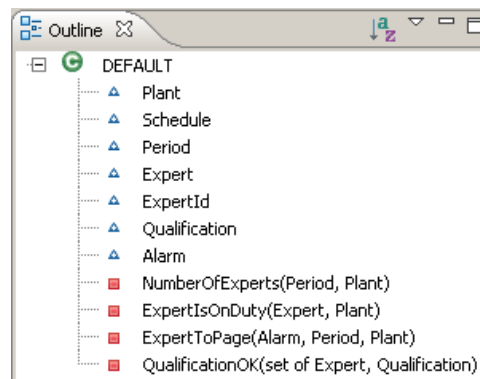 Outline
DEFAULT
Plant
Schedule
Period
Expert
ExpertId
Qualification
Alarm
NumberOfExperts(Period, Plant)
ExpertIsOnDuty(Expert, Plant)
ExpertToPage(Alarm, Period, Plant)
QualificationOK(set of Expert, Qualification)